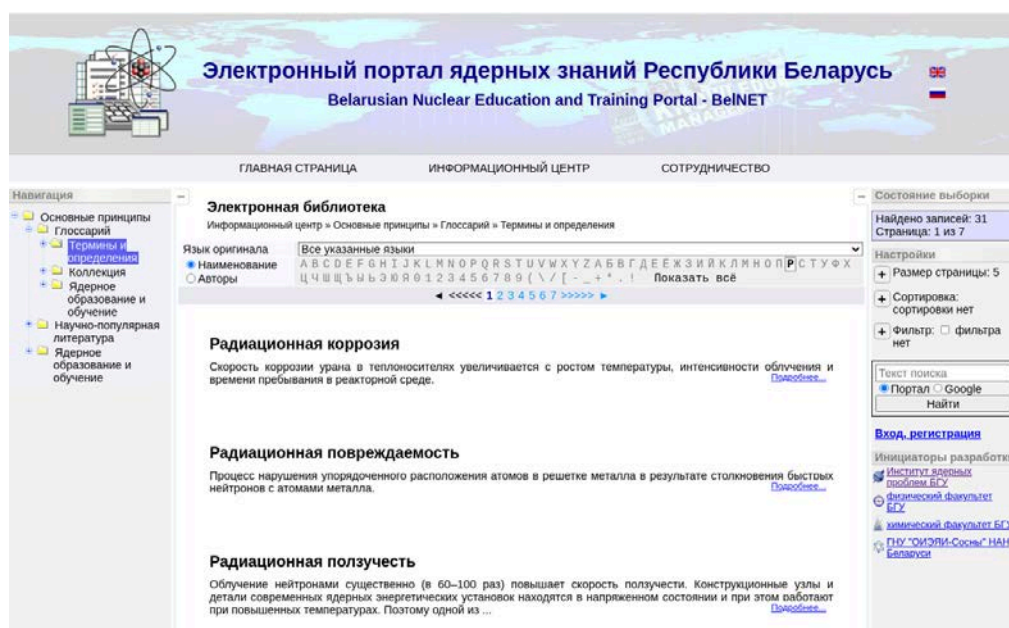 Электронный портал ядерных знаний Республики Беларусь
Belarusian Nuclear Education and Training Portal - BelNET
ГЛАВНАЯ СТРАНИЦА
ИНФОРМАЦИОННЫЙ ЦЕНТР
СОТРУДНИЧЕСТВО
Навигация
Основные принципы
Глоссарий
Термины и
определения
Коллекция
Ядерное
образование и
обучение
Научно-популярная
литература
Ядерное
образование и
обучение
Электронная библиотека
Информационный центр » Основные принципы » Глоссарий » Термины и определения
Язык оригинала
Все указанные языки
Наименование
Авторы
A B C D E F G H I J K L M N O P Q R S T U V W X Y Z А Б В Г Д Е Ё Ж З И Й К Л М Н О П Р С Т У Ф Х
Ц Ч Ш Щ Ъ Ы Ь Э Ю Я 0 1 2 3 4 5 6 7 8 9 ( \ / [ - _ + * . ! Показать всё
◄ <<<<< 1 2 3 4 5 6 7 >>>>> ►
Радиационная коррозия
Скорость коррозии урана в теплоносителях увеличивается с ростом температуры, интенсивности облучения и
времени пребывания в реакторной среде.
Подробнее...
Радиационная повреждаемость
Процесс нарушения упорядоченного расположения атомов в решетке металла в результате столкновения быстрых
нейтронов с атомами металла.
Подробнее...
Радиационная ползучесть
Облучение нейтронами существенно (в 60–100 раз) повышает скорость ползучести. Конструкционные узлы и
детали современных ядерных энергетических установок находятся в напряженном состоянии и при этом работают
при повышенных температурах. Поэтому одной из ...
Подробнее...
Состояние выборки
Найдено записей: 31
Страница: 1 из 7
Настройки
+ Размер страницы: 5
+ Сортировка:
сортировки нет
+ Фильтр: фильтра
нет
Текст поиска
Портал Google
Найти
Вход, регистрация
Инициаторы разработк
Институт ядерных
проблем БГУ
физический факультет
БГУ
химический факультет БГУ
ГНУ "ОИЭЯИ-Сосны" НАН
Беларуси